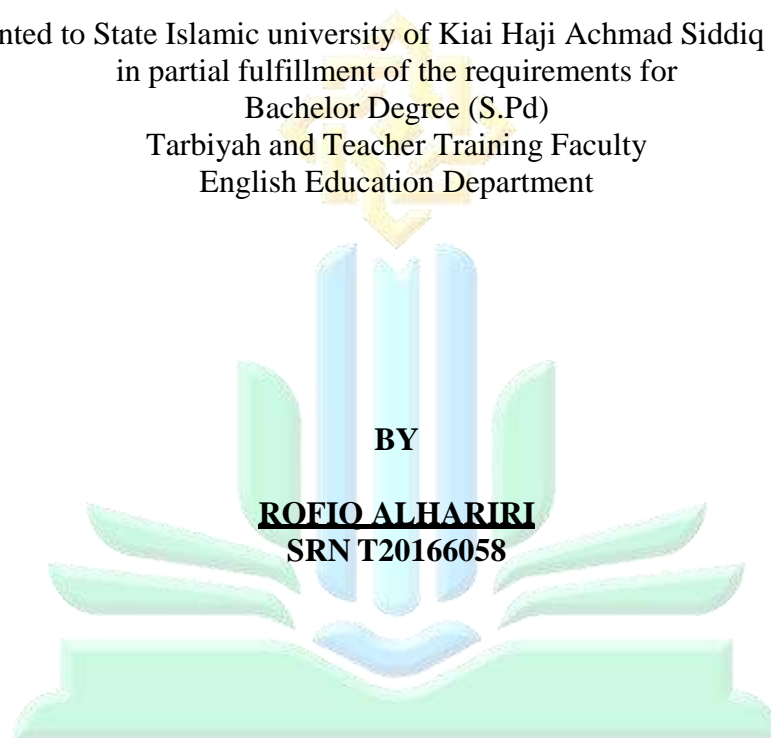 nted to State Islamic university of Kiai Haji Achmad Siddiq
in partial fulfillment of the requirements for
Bachelor Degree (S.Pd)
Tarbiyah and Teacher Training Faculty
English Education Department
BY
ROFIQ ALHARIRI
SRN T20166058